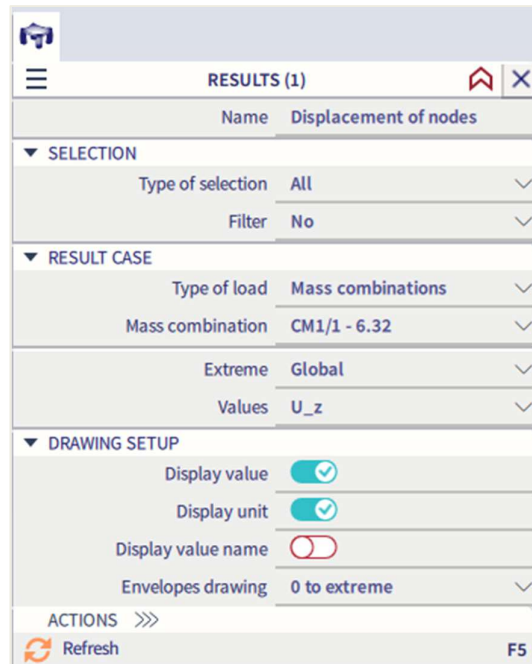 RESULTS (1)
Name Displacement of nodes
SELECTION
Type of selection All
Filter No
RESULT CASE
Type of load Mass combinations
Mass combination CM1/1 - 6.32
Extreme Global
Values U_z
DRAWING SETUP
Display value
Display unit
Display value name
Envelopes drawing 0 to extreme
ACTIONS >>>
Refresh F5